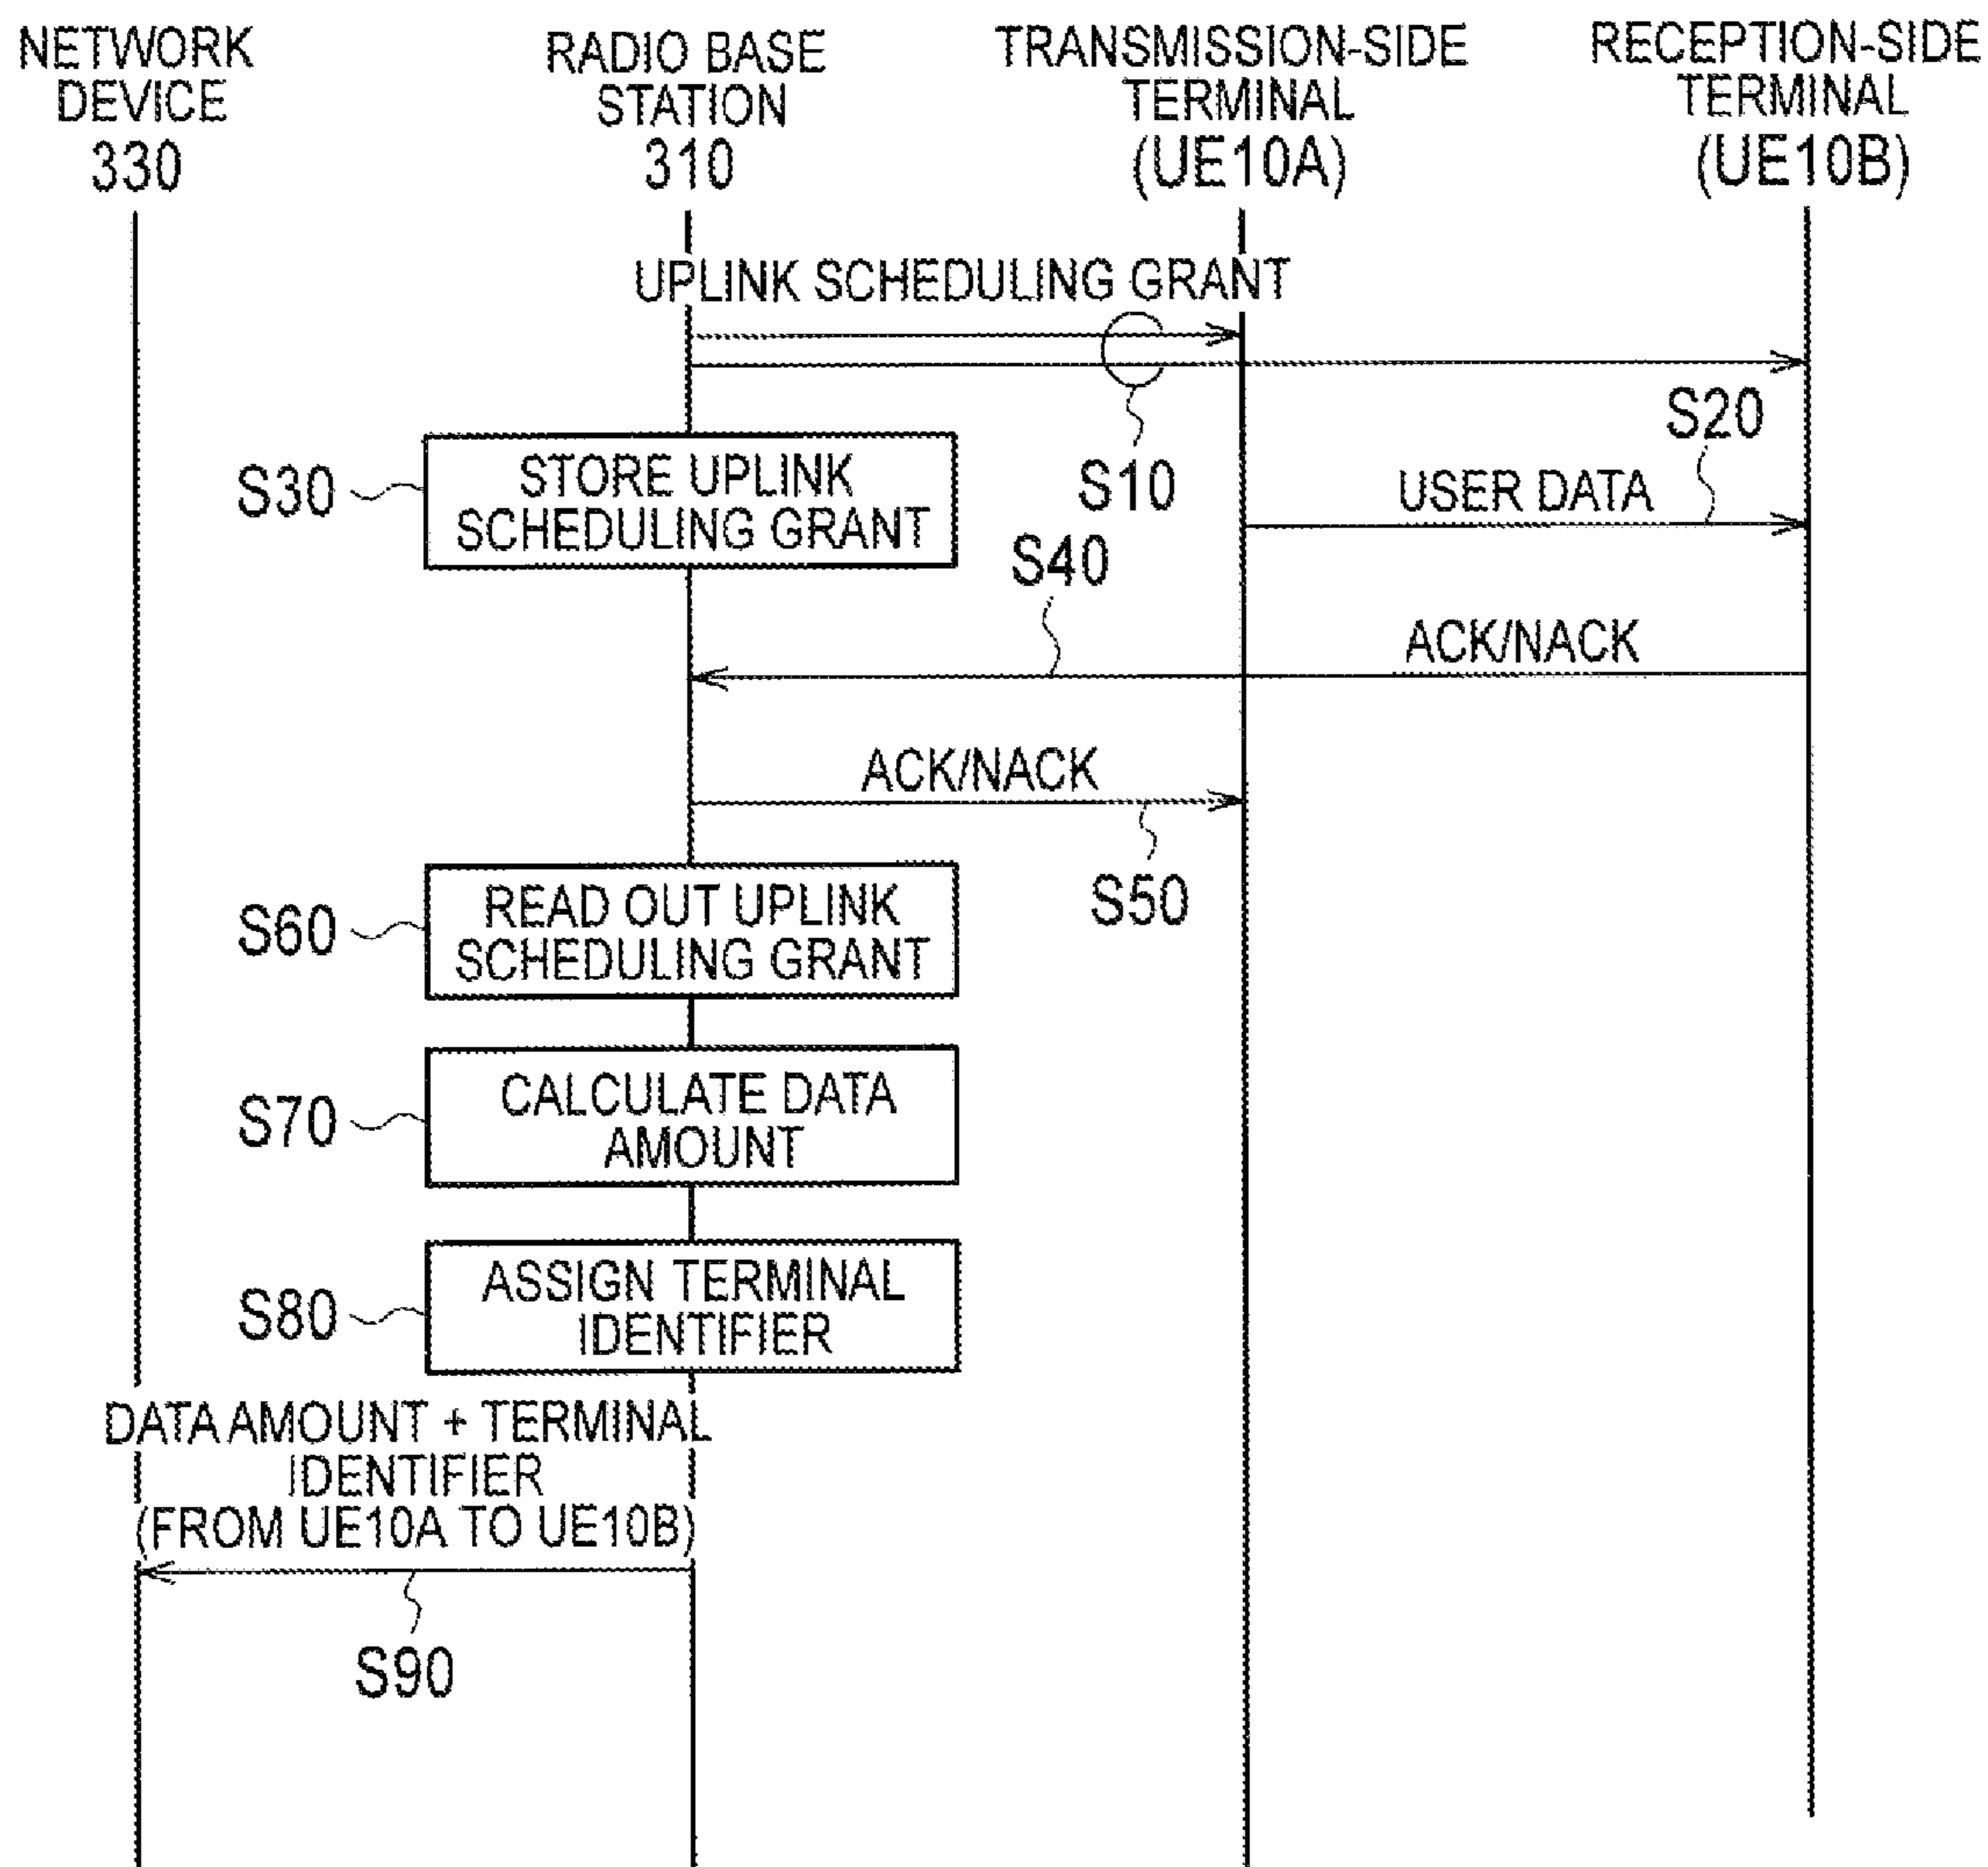 NETWORK
DEVICE
330
RADIO BASE
STATION
310
TRANSMISSION-SIDE
TERMINAL
(UE10A)
RECEPTION-SIDE
TERMINAL
(UE10B)
UPLINK SCHEDULING GRANT
S10
S20
USER DATA
S30
STORE UPLINK
SCHEDULING GRANT
S40
ACK/NACK
ACK/NACK
S50
S60
READ OUT UPLINK
SCHEDULING GRANT
S70
CALCULATE DATA
AMOUNT
S80
ASSIGN TERMINAL
IDENTIFIER
DATA AMOUNT + TERMINAL
IDENTIFIER
(FROM UE10A TO UE10B)
S90